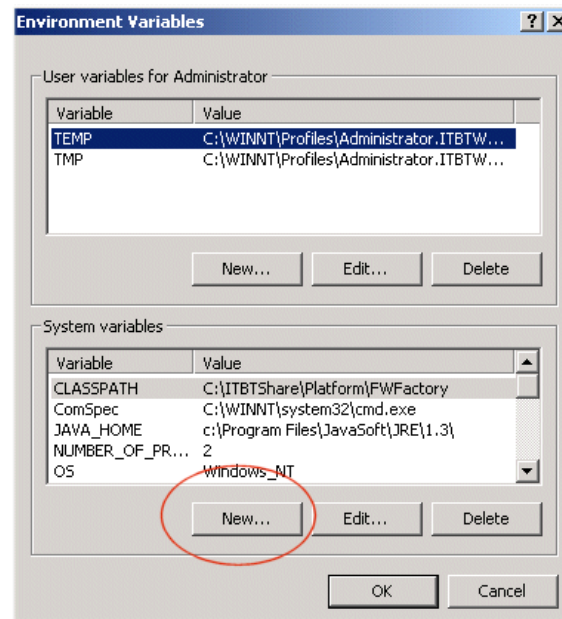 Environment Variables
User variables for Administrator
Variable Value
TEMP C:\WINNT\Profiles\Administrator.ITBTW...
TMP C:\WINNT\Profiles\Administrator.ITBTW...
New... Edit... Delete
System variables
Variable Value
CLASSPATH C:\ITBTShare\Platform\FWFactory
ComSpec C:\WINNT\system32\cmd.exe
JAVA_HOME c:\Program Files\JavaSoft\JRE\1.3\
NUMBER_OF_PR... 2
OS Windows_NT
New... Edit... Delete
OK Cancel